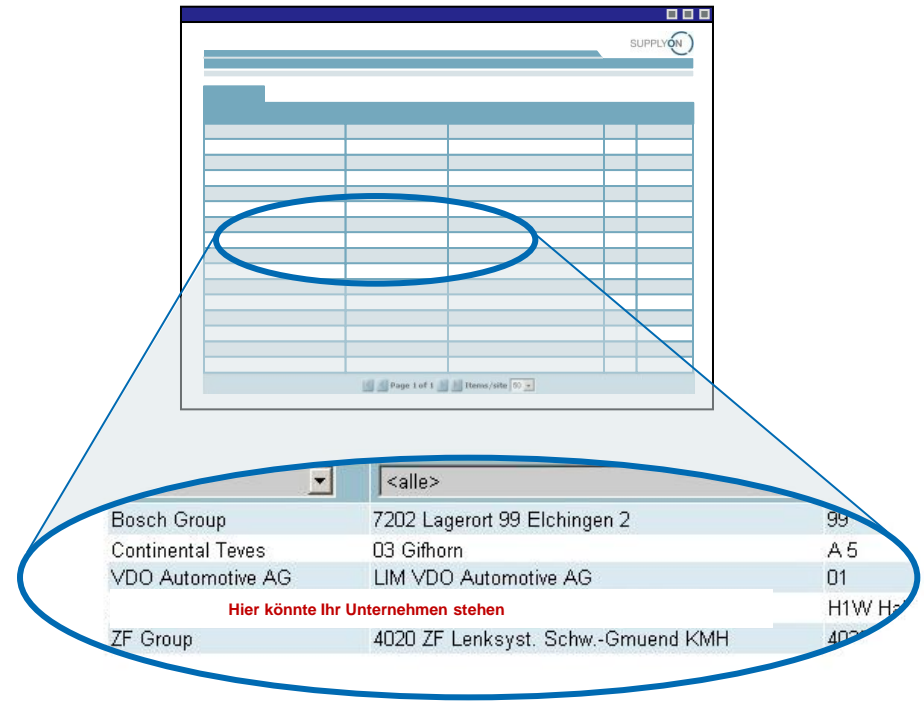 SUPPLYON
Page 1 of 1 Items/site 50
<alle>
Bosch Group 7202 Lagerort 99 Elchingen 2 99
Continental Teves 03 Gifhorn A 5
VDO Automotive AG LIM VDO Automotive AG 01
Hier könnte Ihr Unternehmen stehen H1W
ZF Group 4020 ZF Lenksyst. Schw.-Gmuend KMH